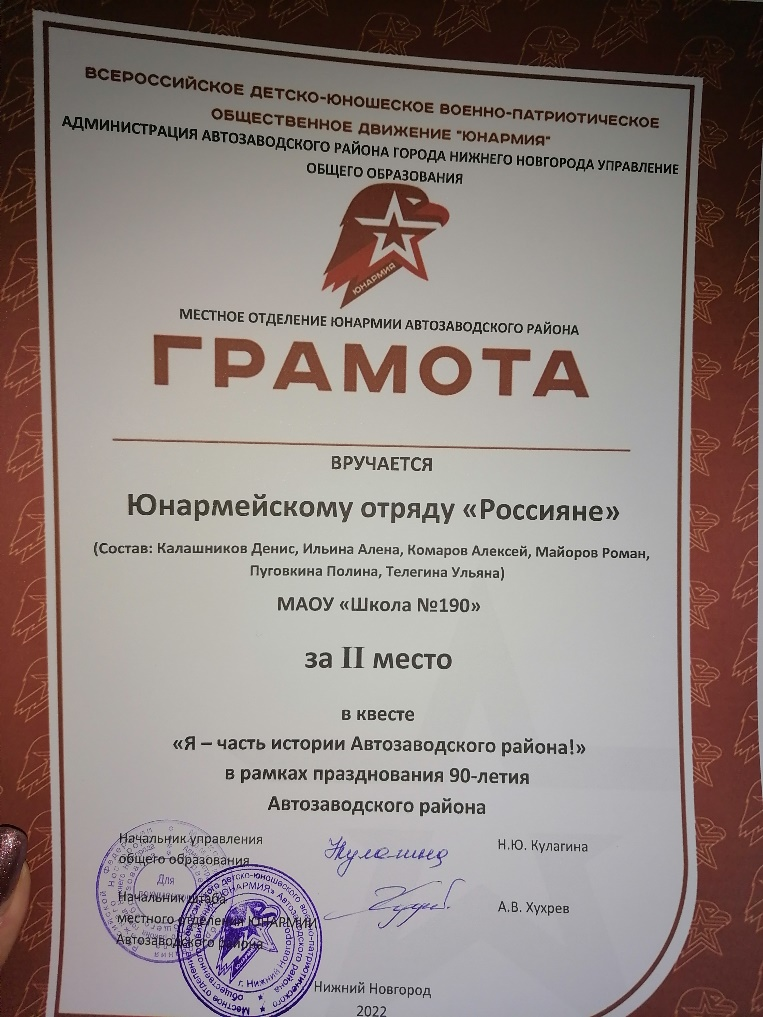 ВСЕРОССИЙСКОЕ ДЕТСКО-ЮНОШЕСКОЕ ВОЕННО-ПАТРИОТИЧЕСКОЕ
ОБЩЕСТВЕННОЕ ДВИЖЕНИЕ "ЮНАРМИЯ"
АДМИНИСТРАЦИЯ АВТОЗАВОДСКОГО РАЙОНА ГОРОДА НИЖНЕГО НОВГОРОДА УПРАВЛЕНИЕ
ОБЩЕГО ОБРАЗОВАНИЯ
ЮНАРМИЯ
МЕСТНОЕ ОТДЕЛЕНИЕ ЮНАРМИИ АВТОЗАВОДСКОГО РАЙОНА
ГРАМОТА
ВРУЧАЕТСЯ
Юнармейскому отряду «Россияне»
(Состав: Калашников Денис, Ильина Алена, Комаров Алексей, Майоров Роман,
Пуговкина Полина, Телегина Ульяна)
МАОУ «Школа №190»
за II место
в квесте
«Я – часть истории Автозаводского района!»
в рамках празднования 90-летия
Автозаводского района
Начальник управления
общего образования
Кулагина
Н.Ю. Кулагина
Для
Начальник штаба
местного отделения ЮНАРМИИ
Автозаводского района
А.В. Хухрев
г. Нижний
Нижний Новгород
2022